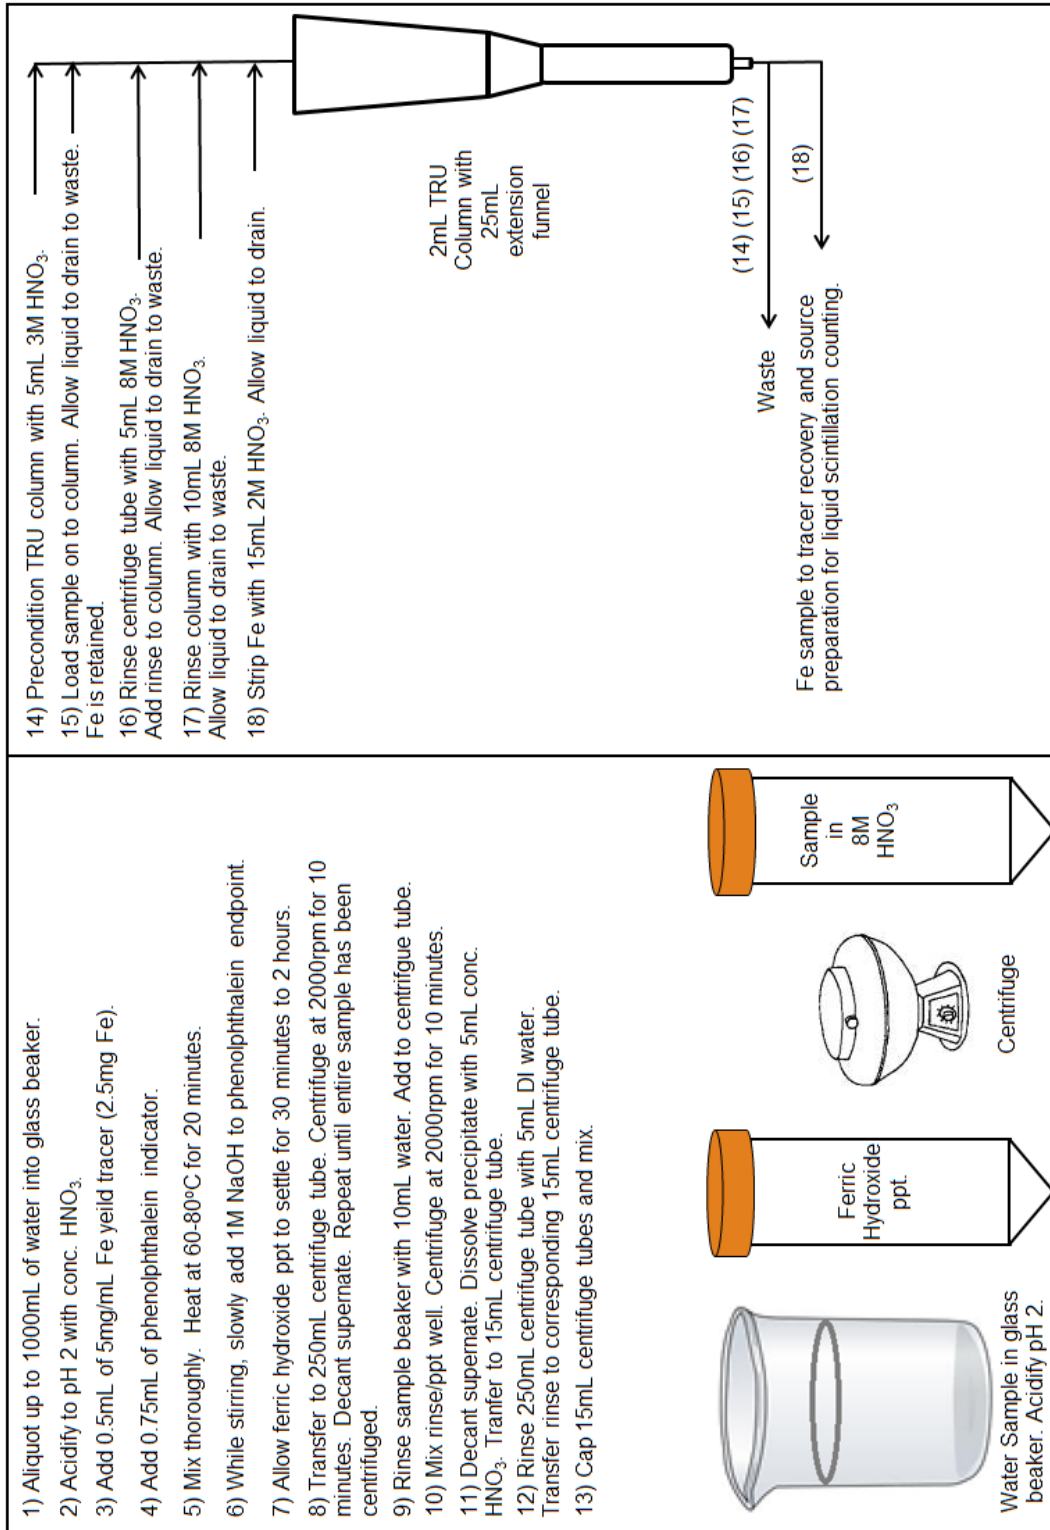 1) Aliquot up to 1000mL of water into glass beaker.
2) Acidify to pH 2 with conc. HNO3.
3) Add 0.5mL of 5mg/mL Fe yeild tracer (2.5mg Fe).
4) Add 0.75mL of phenolphthalein indicator.
5) Mix thoroughly. Heat at 60-80ºC for 20 minutes.
6) While stirring, slowly add 1M NaOH to phenolphthalein endpoint.
7) Allow ferric hydroxide ppt to settle for 30 minutes to 2 hours.
8) Transfer to 250mL centrifuge tube. Centrifuge at 2000rpm for 10
minutes. Decant supernate. Repeat until entire sample has been
centrifuged.
9) Rinse sample beaker with 10mL water. Add to centrifgue tube.
10) Mix rinse/ppt well. Centrifuge at 2000rpm for 10 minutes.
11) Decant supernate. Dissolve precipitate with 5mL conc.
HNO3. Tranfer to 15mL centrifuge tube.
12) Rinse 250mL centrifuge tube with 5mL DI water.
Transfer rinse to corresponding 15mL centrifuge tube.
13) Cap 15mL centrifuge tubes and mix.
Water Sample in glass
beaker. Acidify pH 2.
Ferric
Hydroxide
ppt.
Centrifuge
Sample
in
8M
HNO3
14) Precondition TRU column with 5mL 3M HNO3.
15) Load sample on to column. Allow liquid to drain to waste.
Fe is retained.
16) Rinse centrifuge tube with 5mL 8M HNO3.
Add rinse to column. Allow liquid to drain to waste.
17) Rinse column with 10mL 8M HNO3.
Allow liquid to drain to waste.
18) Strip Fe with 15mL 2M HNO3. Allow liquid to drain.
2mL TRU
Column with
25mL
extension
funnel
(14) (15) (16) (17)
Waste
(18)
Fe sample to tracer recovery and source
preparation for liquid scintillation counting.